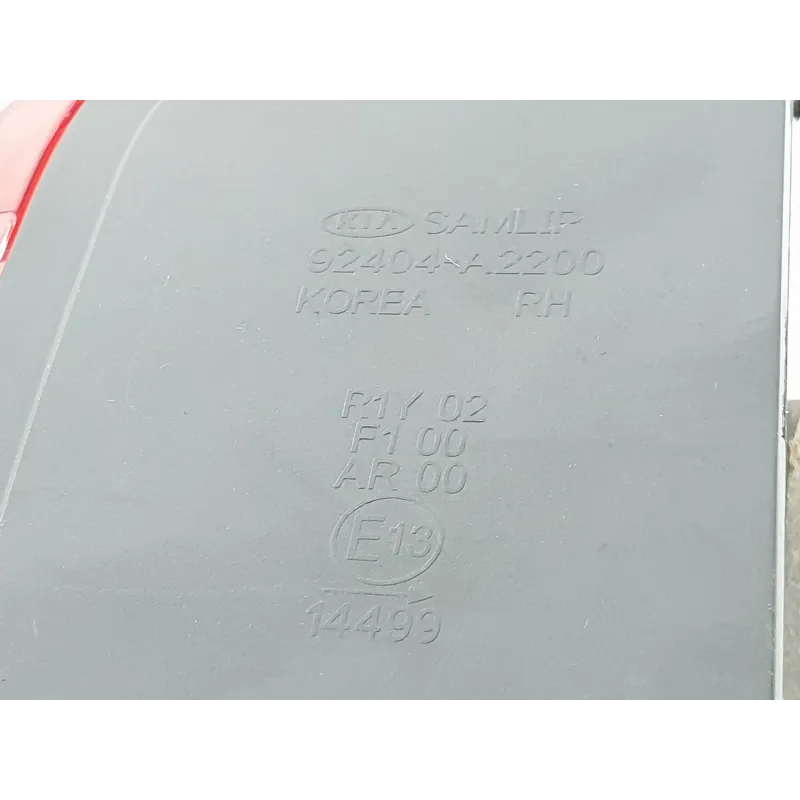 KIA SAMLIP
92404-A2200
KOREA RH
R1Y 02
F1 00
AR 00
E13
14499